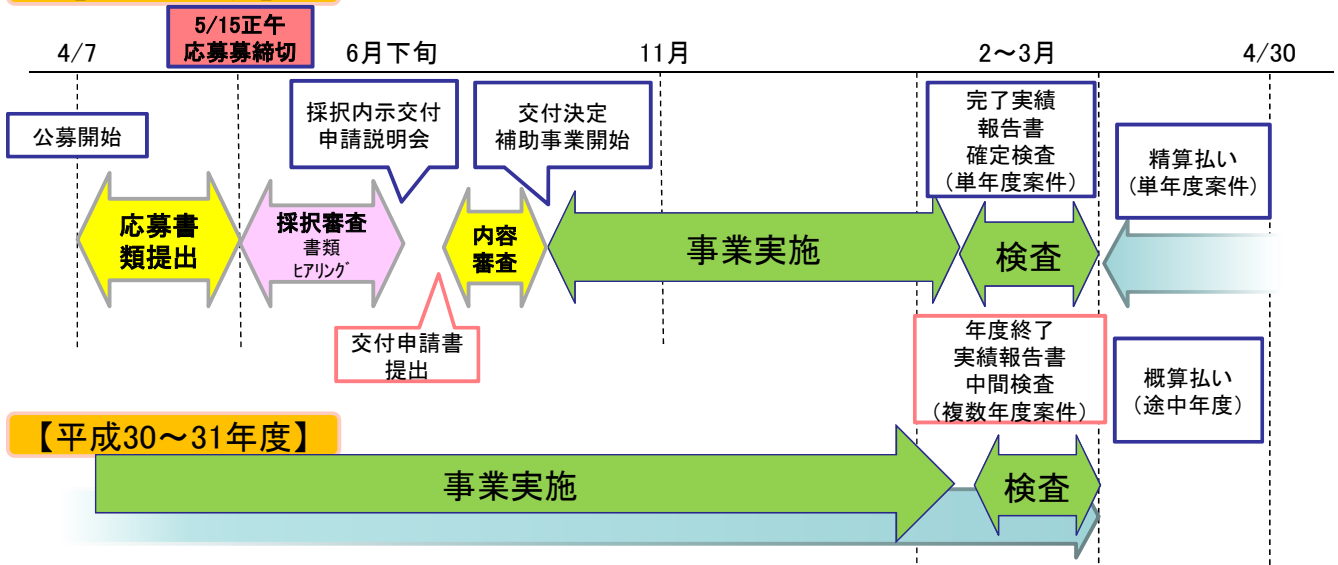 5/15正午
応募募締切
4/7
6月下旬
11月
2～3月
4/30
公募開始
採択内示交付
申請説明会
交付決定
補助事業開始
完了実績
報告書
確定検査
(単年度案件)
精算払い
(単年度案件)
応募書
類提出
採択審査
書類
ﾋｱﾘﾝｸﾞ
内容
審査
事業実施
検査
交付申請書
提出
年度終了
実績報告書
中間検査
(複数年度案件)
概算払い
(途中年度)
【平成30～31年度】
事業実施
検査